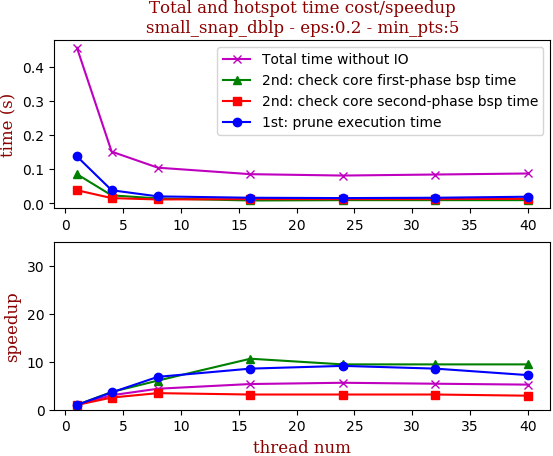 Total and hotspot time cost/speedup
small_snap_dblp - eps:0.2 - min_pts:5
time (s)
0.4
0.3
0.2
0.1
0.0
Total time without IO
2nd: check core first-phase bsp time
2nd: check core second-phase bsp time
1st: prune execution time
0 5 10 15 20 25 30 35 40
speedup
30
20
10
0
0 5 10 15 20 25 30 35 40
thread num